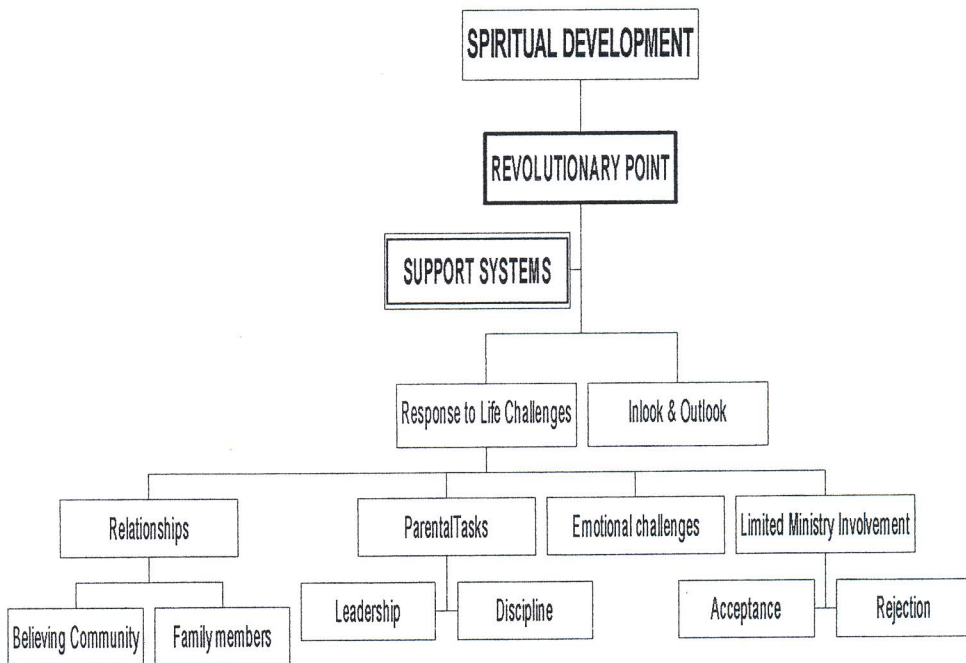 SPIRITUAL DEVELOPMENT
REVOLUTIONARY POINT
SUPPORT SYSTEMS
Response to Life Challenges
Inlook & Outlook
Relationships
ParentalTasks
Emotional challenges
Limited Ministry Involvement
Leadership
Discipline
Acceptance
Rejection
Believing Community
Family members